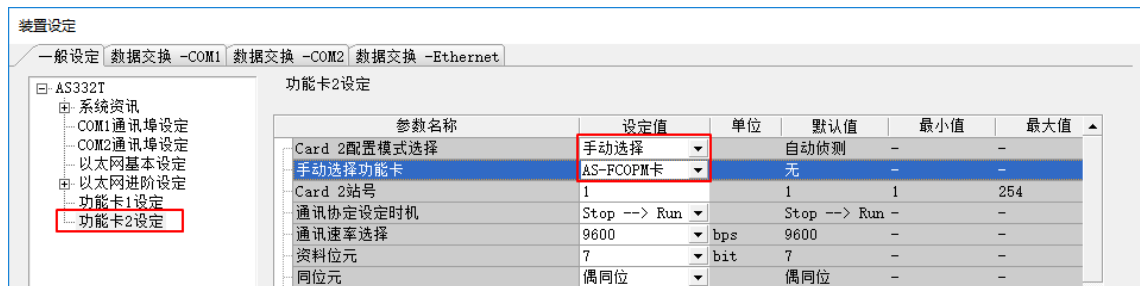 装置设定
一般设定 数据交换 -COM1 数据交换 -COM2 数据交换 -Ethernet
AS332T
系统资讯
COM1通讯埠设定
COM2通讯埠设定
以太网基本设定
以太网进阶设定
功能卡1设定
功能卡2设定
功能卡2设定
参数名称 设定值 单位 默认值 最小值 最大值
Card 2配置模式选择 手动选择 自动侦测 - -
手动选择功能卡 AS-FCOPM卡 无 - -
Card 2站号 1 1 1 254
通讯协定设定时机 Stop --> Run Stop --> Run - -
通讯速率选择 9600 bps 9600 - -
资料位元 7 bit 7 - -
同位元 偶同位 偶同位 - -